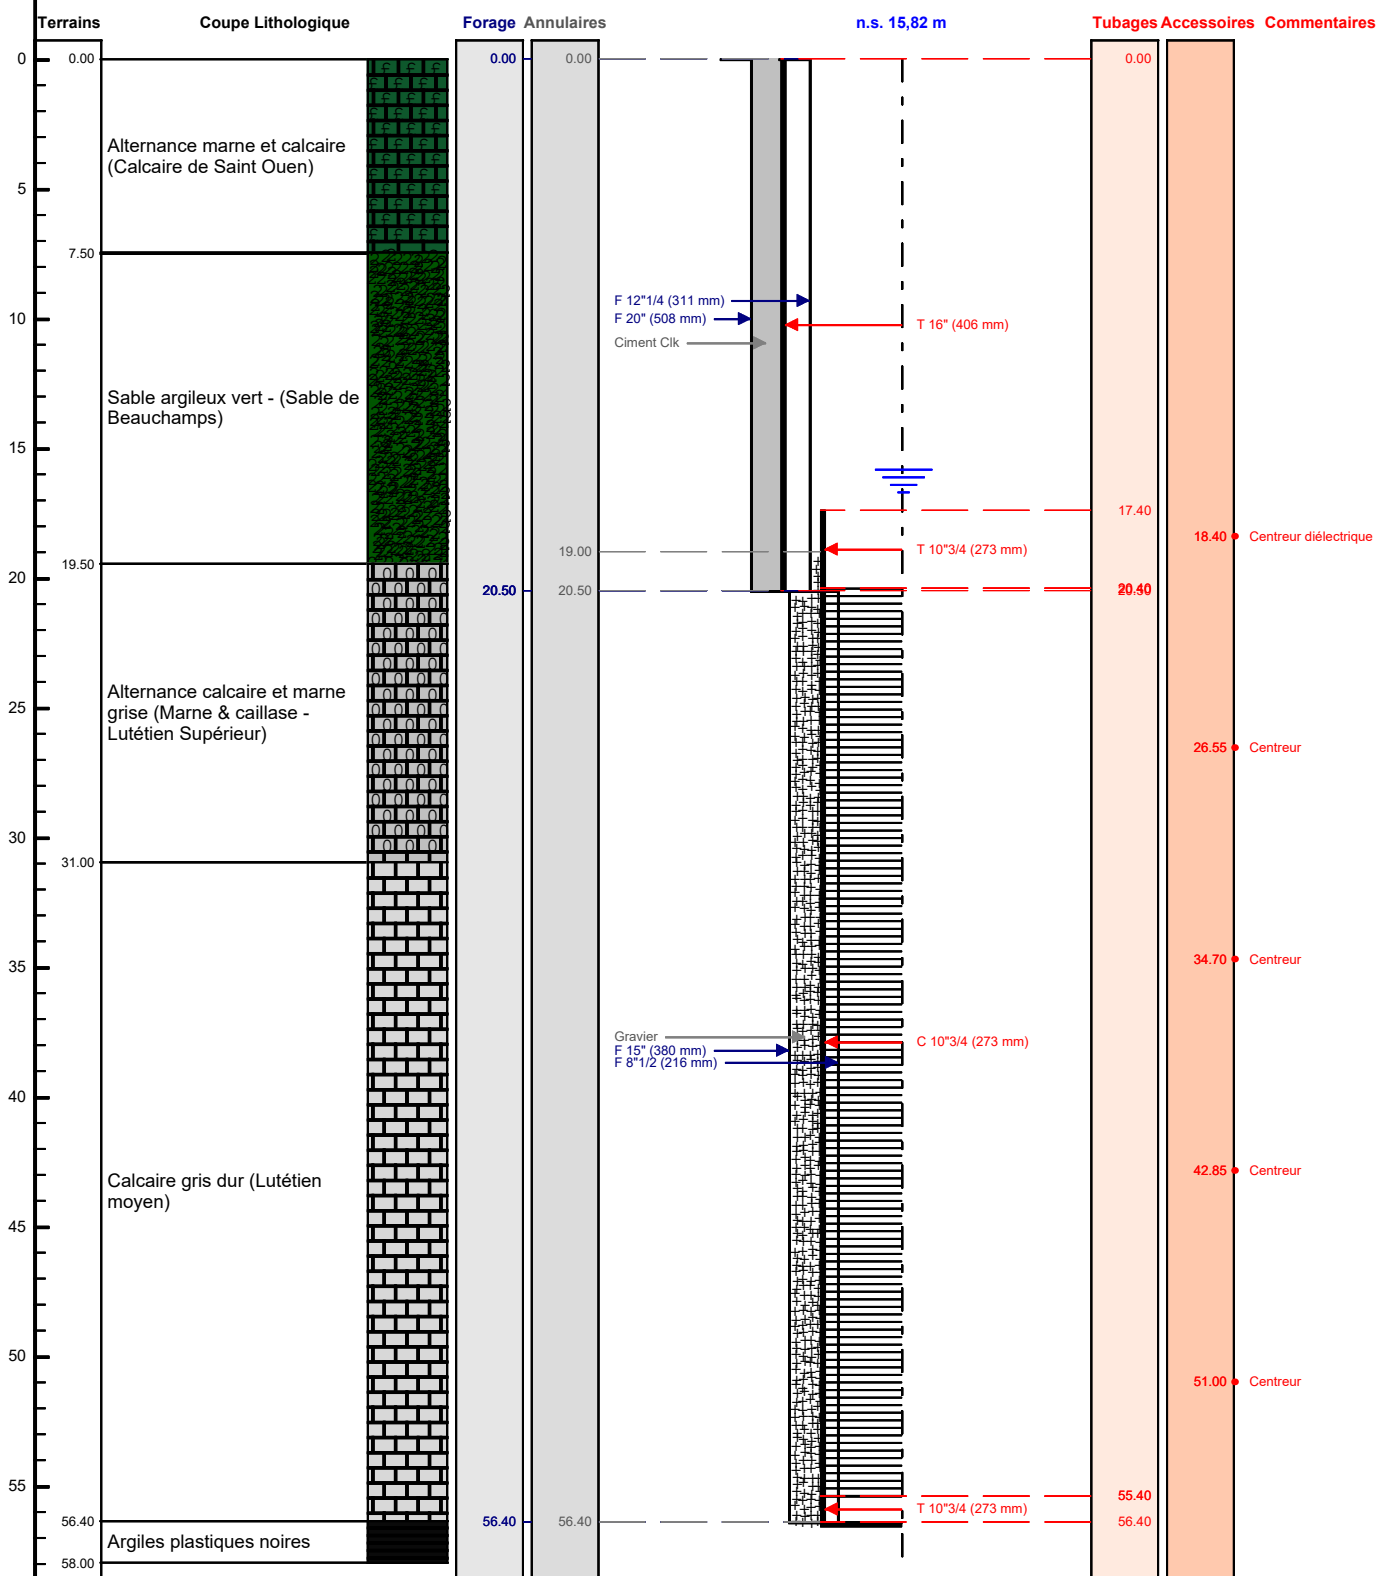 Terrains Coupe Lithologique Forage Annulaires n.s. 15,82 m Tubages Accessoires Commentaires
0 0.00 0.00 0.00 0.00
Alternance marne et calcaire
(Calcaire de Saint Ouen)
5
7.50
F 12"1/4 (311 mm)
10 F 20" (508 mm) T 16" (406 mm)
Ciment Clk
Sable argileux vert - (Sable de
Beauchamps)
15
17.40
18.40 Centreur diélectrique
19.00 T 10"3/4 (273 mm)
19.50
20 20.50 20.50 20.40
20.50
Alternance calcaire et marne
grise (Marne & caillase -
Lutétien Supérieur)
25
26.55 Centreur
30
31.00
35 34.70 Centreur
Gravier C 10"3/4 (273 mm)
F 15" (380 mm)
F 8"1/2 (216 mm)
40
42.85 Centreur
Calcaire gris dur (Lutétien
moyen)
45
50
51.00 Centreur
55 55.40
T 10"3/4 (273 mm)
56.40 56.40 56.40 56.40
Argiles plastiques noires
58.00